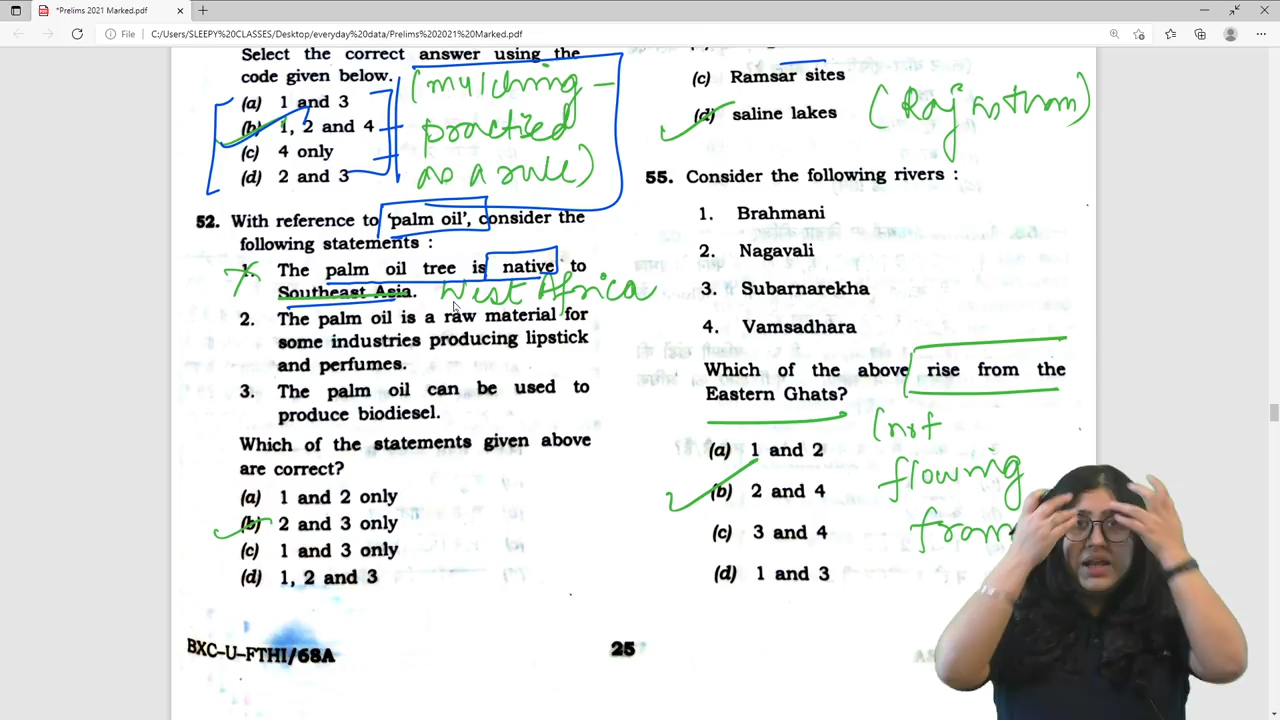 *Prelims 2021 Marked.pdf
File
C:/Users/SLEEPY%20CLASSES/Desktop/everyday%20data/Prelims%202021%20Marked.pdf
Select the correct answer using the
code given below.
(a) 1 and 3
(b) 1, 2 and 4
(c) 4 only
(d) 2 and 3
(mulching –
practised
as a rule)
52. With reference to 'palm oil', consider the
following statements :
1. The palm oil tree is native to
Southeast Asia. West Africa
2. The palm oil is a raw material for
some industries producing lipstick
and perfumes.
3. The palm oil can be used to
produce biodiesel.
Which of the statements given above
are correct?
(a) 1 and 2 only
(b) 2 and 3 only
(c) 1 and 3 only
(d) 1, 2 and 3
BXC-U-FTHI/68A
25
(c) Ramsar sites
(d) saline lakes
(Rajasthan)
55. Consider the following rivers :
1. Brahmani
2. Nagavali
3. Subarnarekha
4. Vamsadhara
Which of the above rise from the
Eastern Ghats?
(a) 1 and 2
(b) 2 and 4
(c) 3 and 4
(d) 1 and 3
(not
flowing
from